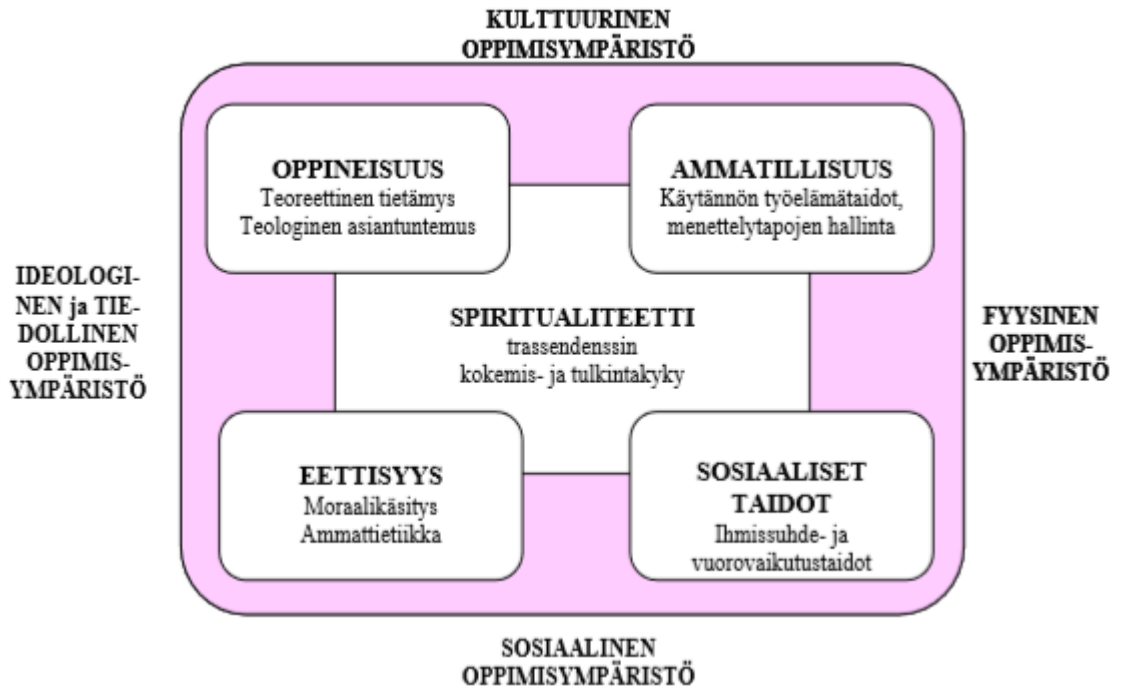 KULTTUURINEN
OPPIMISYMPÄRISTÖ
OPPINEISUUS
Teoreettinen tietämys
Teologinen asiantuntemus
AMMATILLISUUS
Käytännön työelämätaidot,
menettelytapojen hallinta
IDEOLOGI-
NEN ja TIE-
DOLLINEN
OPPIMIS-
YMPÄRISTÖ
SPIRITUALITEETTI
trassendenssin
kokemis- ja tulkintakyky
FYYSINEN
OPPIMIS-
YMPÄRISTÖ
EETTISYYS
Moraalikäsitys
Ammattietiikka
SOSIAALISET
TAIDOT
Ihmissuhde- ja
vuorovaikutustaidot
SOSIAALINEN
OPPIMISYMPÄRISTÖ